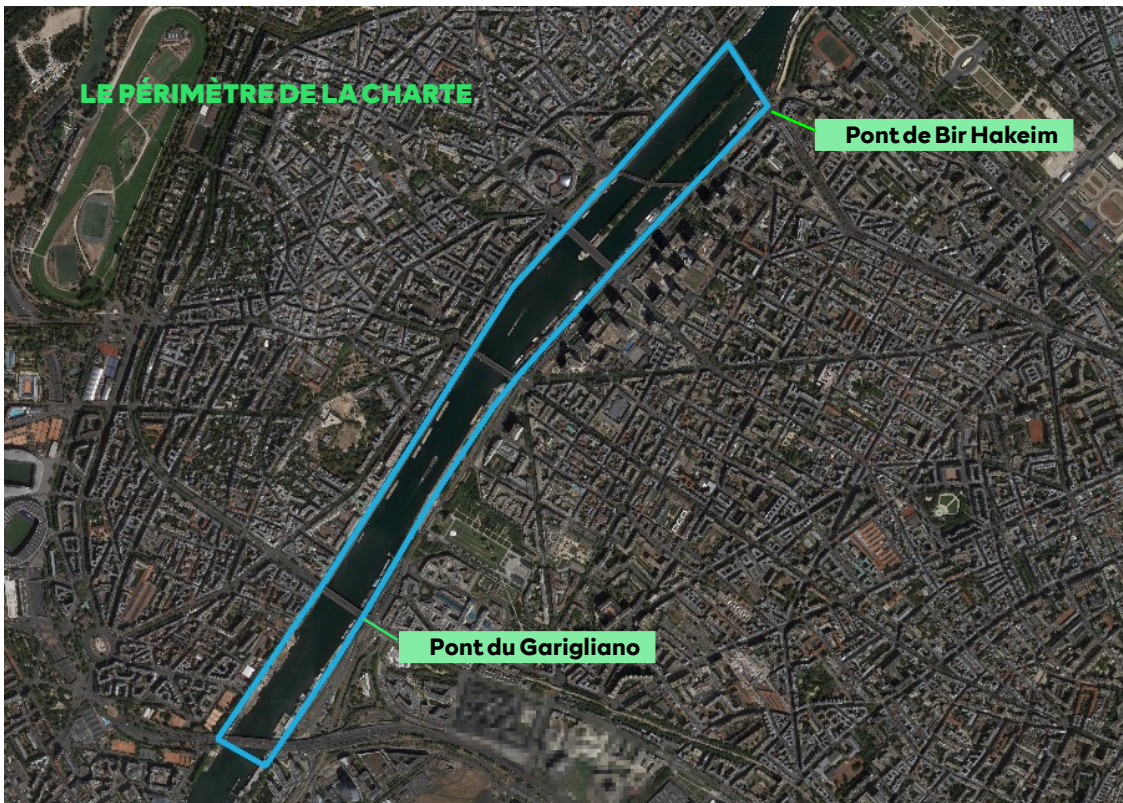 LE PÉRIMÈTRE DE LA CHARTE
Pont de Bir Hakeim
Pont du Garigliano